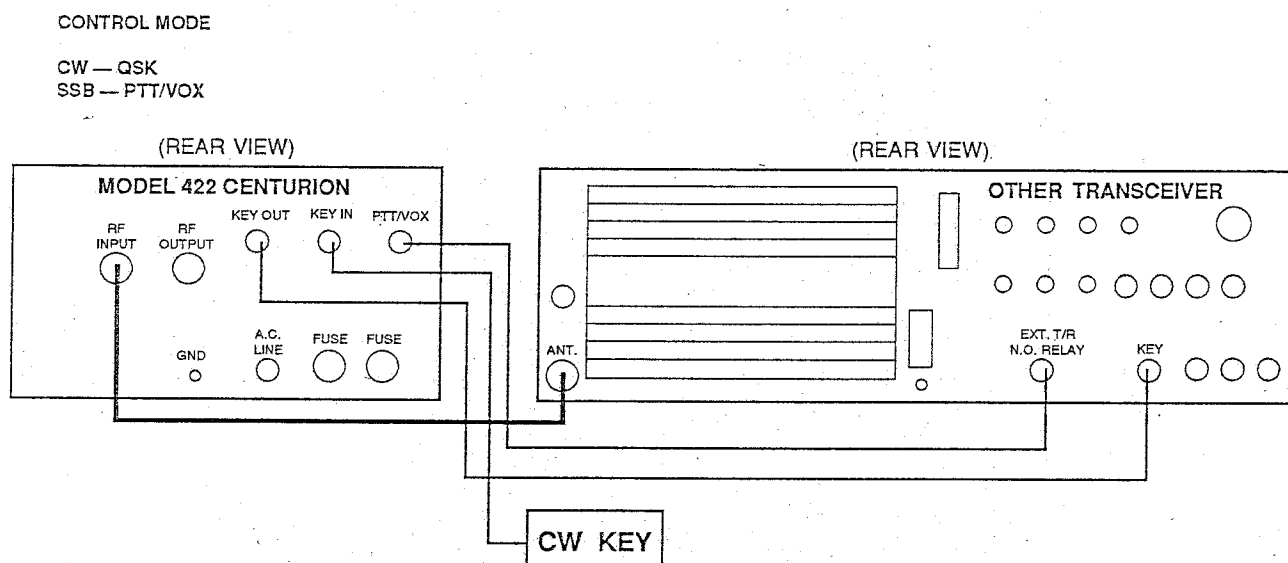 CONTROL MODE
CW — QSK
SSB — PTT/VOX
(REAR VIEW)
MODEL 422 CENTURION
KEY OUT
KEY IN
PTT/VOX
RF
INPUT
RF
OUTPUT
GND
A.C.
LINE
FUSE
FUSE
(REAR VIEW)
OTHER TRANSCEIVER
ANT.
EXT. T/R
N.O. RELAY
KEY
CW KEY